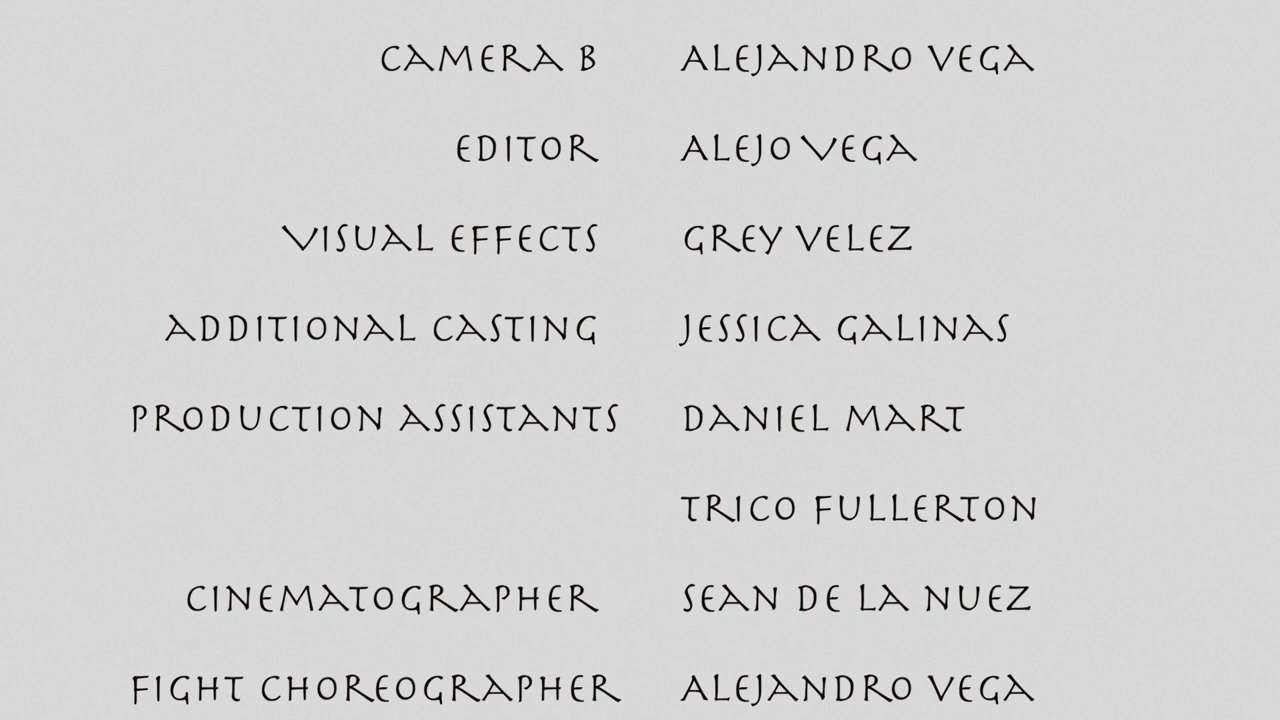 CAMERA B ALEJANDRO VEGA
EDITOR ALEJO VEGA
VISUAL EFFECTS GREY VELEZ
ADDITIONAL CASTING JESSICA GALINAS
PRODUCTION ASSISTANTS DANIEL MART
TRICO FULLERTON
CINEMATOGRAPHER SEAN DE LA NUEZ
FIGHT CHOREOGRAPHER ALEJANDRO VEGA